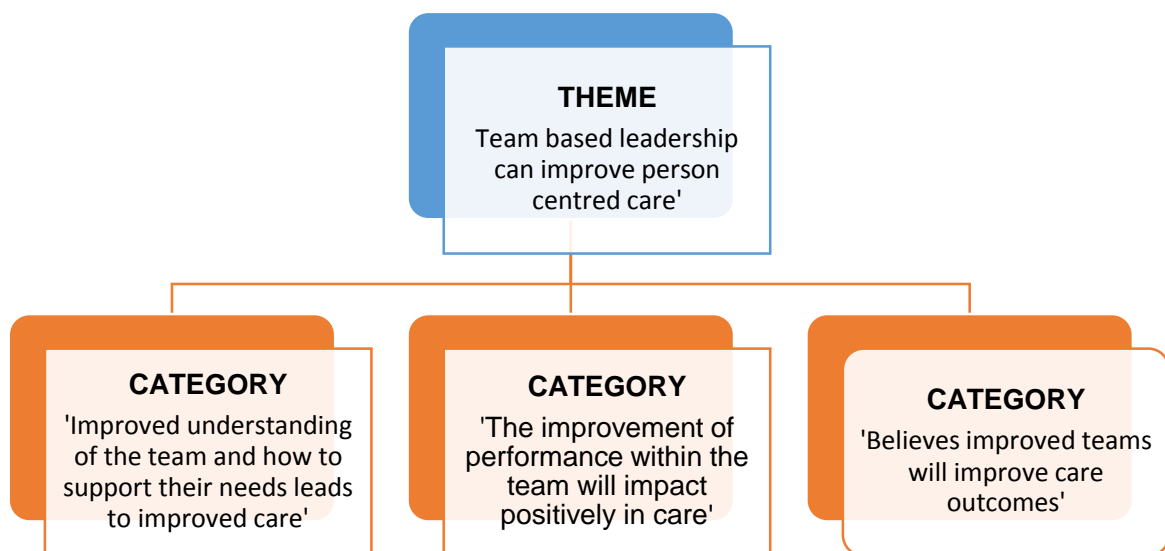 THEME
Team based leadership
can improve person
centred care'
CATEGORY
'Improved understanding
of the team and how to
support their needs leads
to improved care'
CATEGORY
'The improvement of
performance within the
team will impact
positively in care'
CATEGORY
'Believes improved teams
will improve care
outcomes'